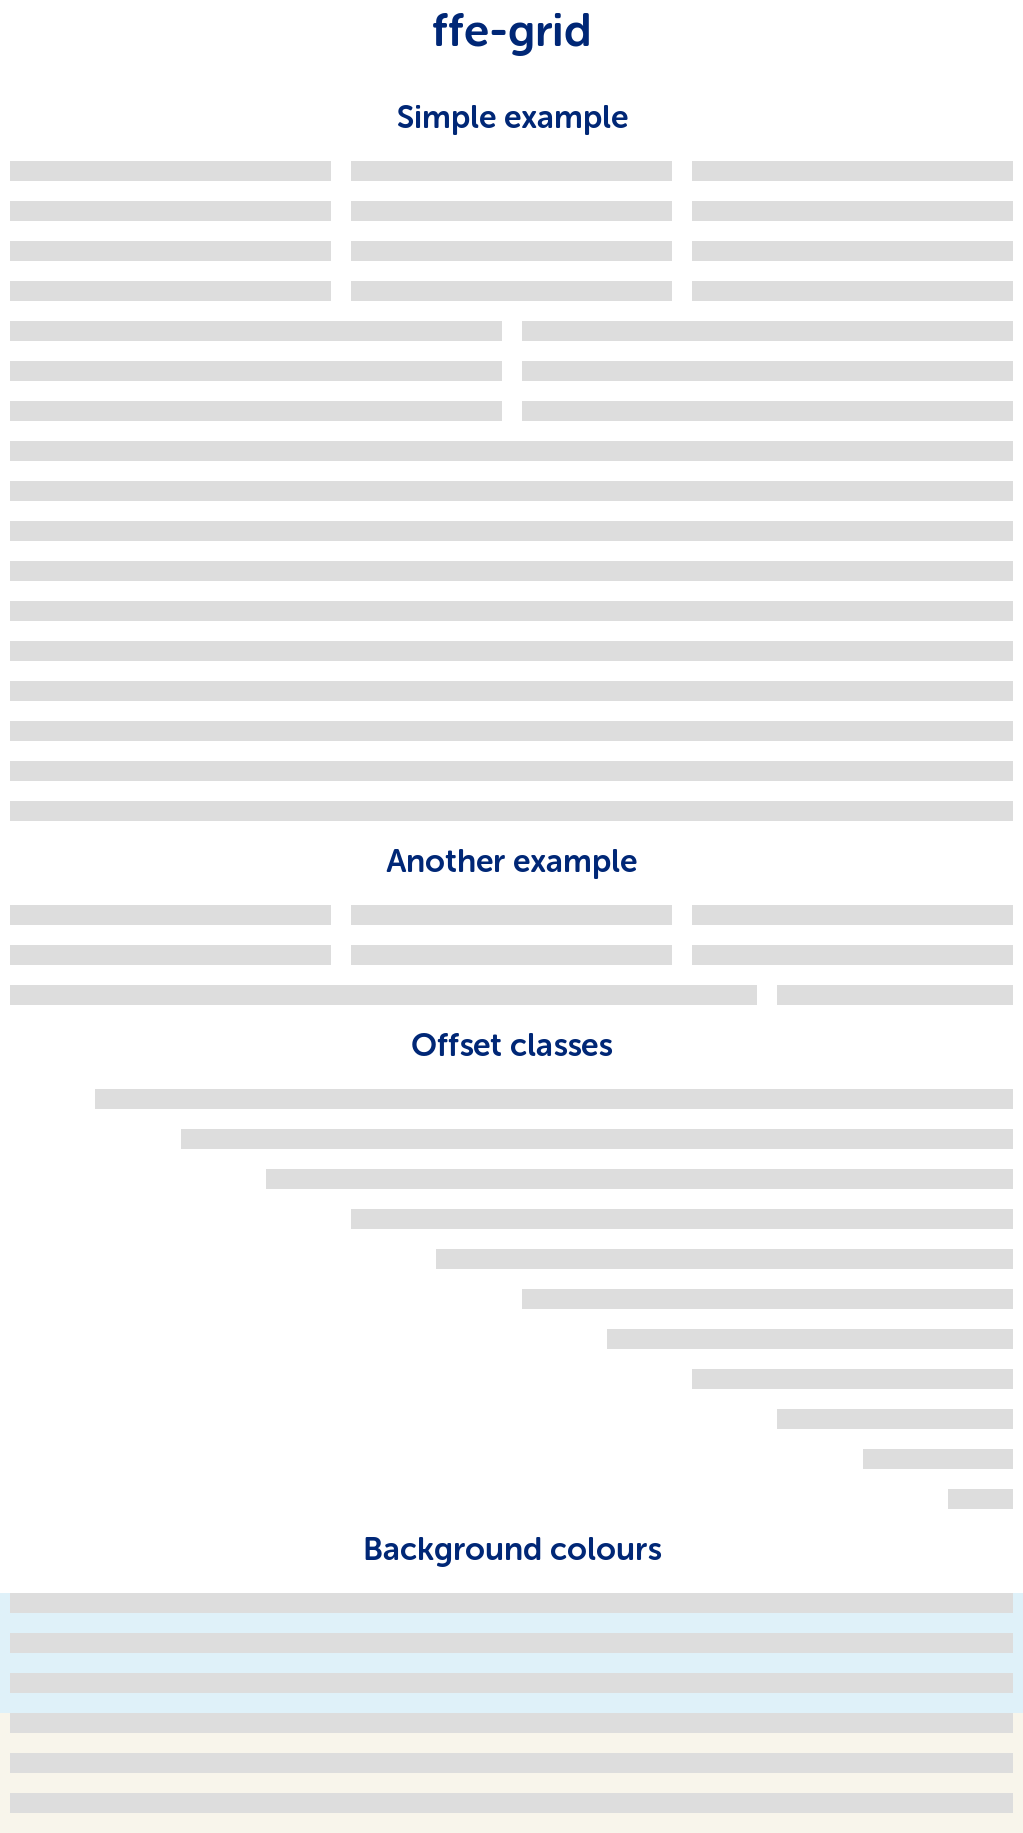 ffe-grid
Simple example
Another example
Offset classes
Background colours